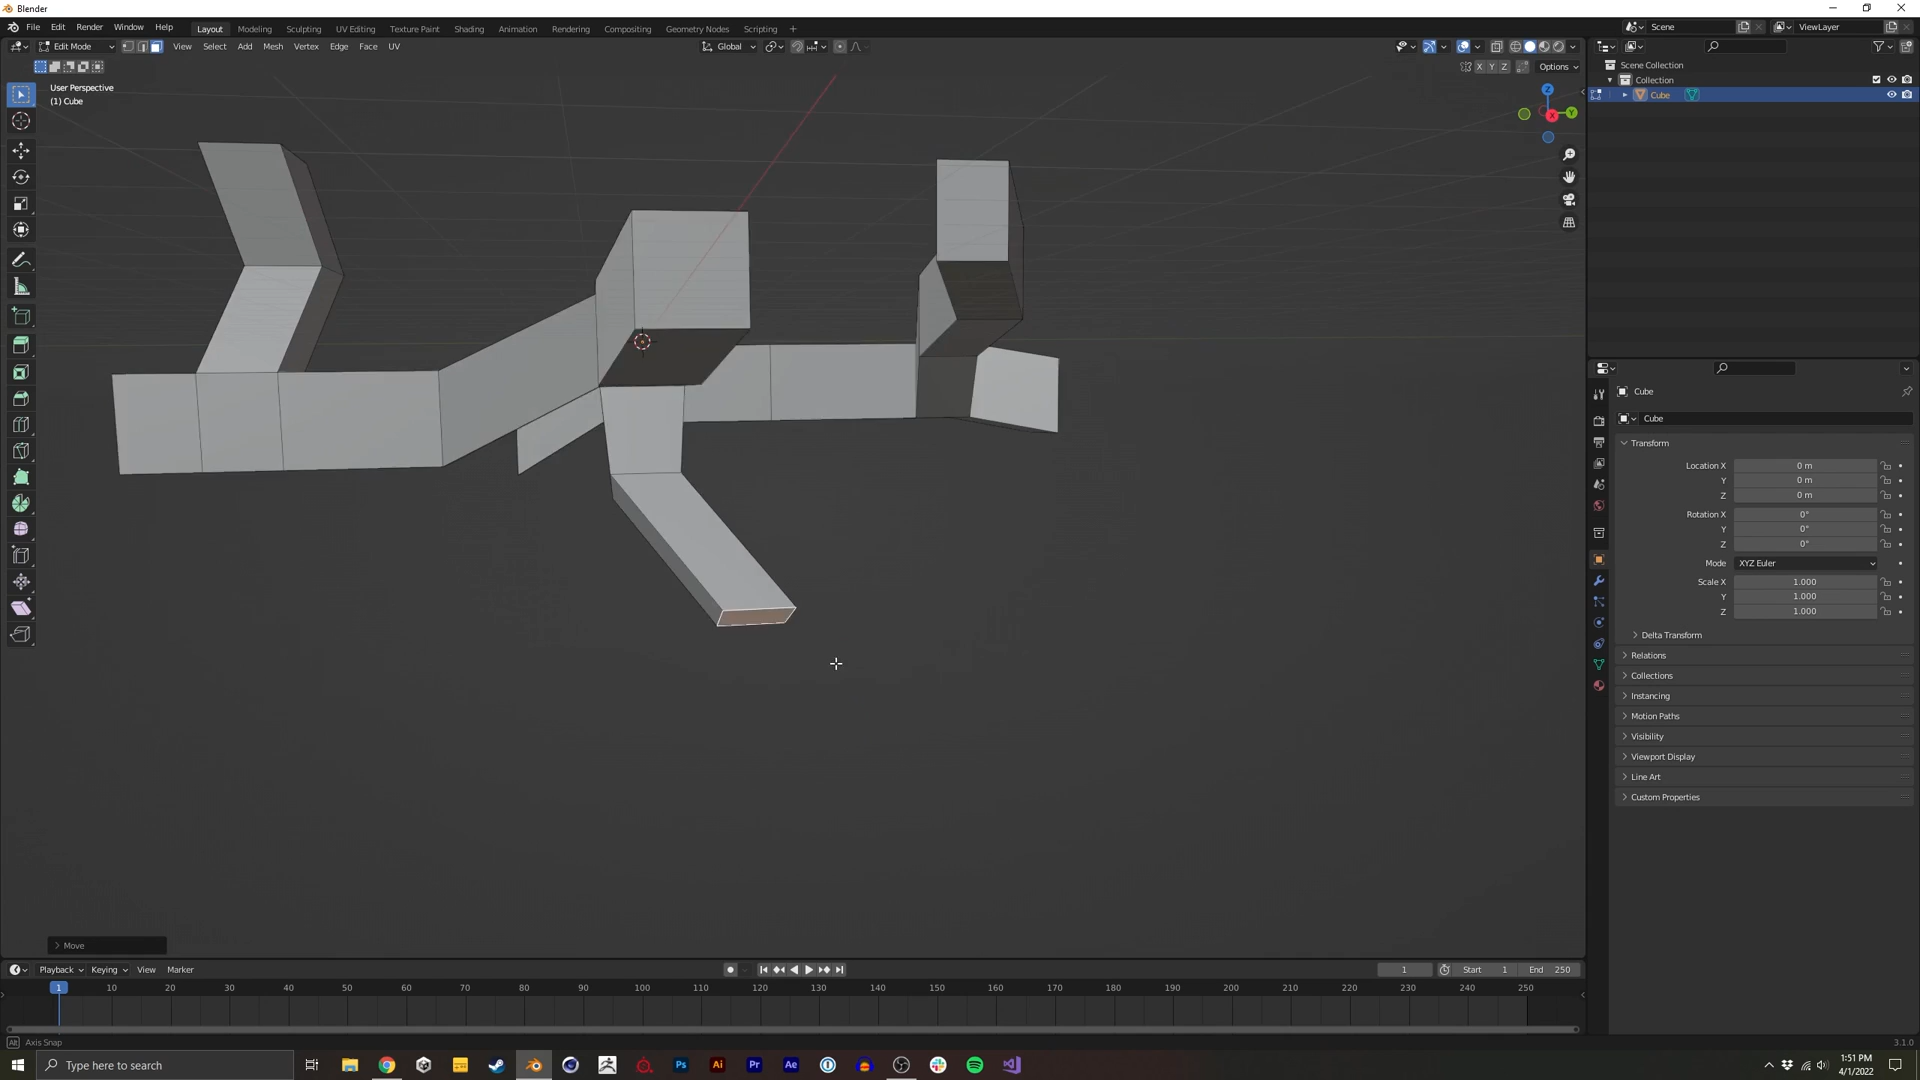 Blender
File Edit Render Window Help Layout Modeling Sculpting UV Editing Texture Paint Shading Animation Rendering Compositing Geometry Nodes Scripting + Scene ViewLayer
Edit Mode View Select Add Mesh Vertex Edge Face UV Global
X Y Z Options
User Perspective
(1) Cube
Z
Y
X
Scene Collection
Collection
Cube
Cube
Cube
Transform
Location X 0 m
Y 0 m
Z 0 m
Rotation X 0°
Y 0°
Z 0°
Mode XYZ Euler
Scale X 1.000
Y 1.000
Z 1.000
Delta Transform
Relations
Collections
Instancing
Motion Paths
Visibility
Viewport Display
Line Art
Custom Properties
Move
Playback Keying View Marker 1 Start 1 End 250
1 10 20 30 40 50 60 70 80 90 100 110 120 130 140 150 160 170 180 190 200 210 220 230 240 250
Alt Axis Snap 3.1.0
Type here to search Ps Ai Pr Ae 1:51 PM
4/1/2022